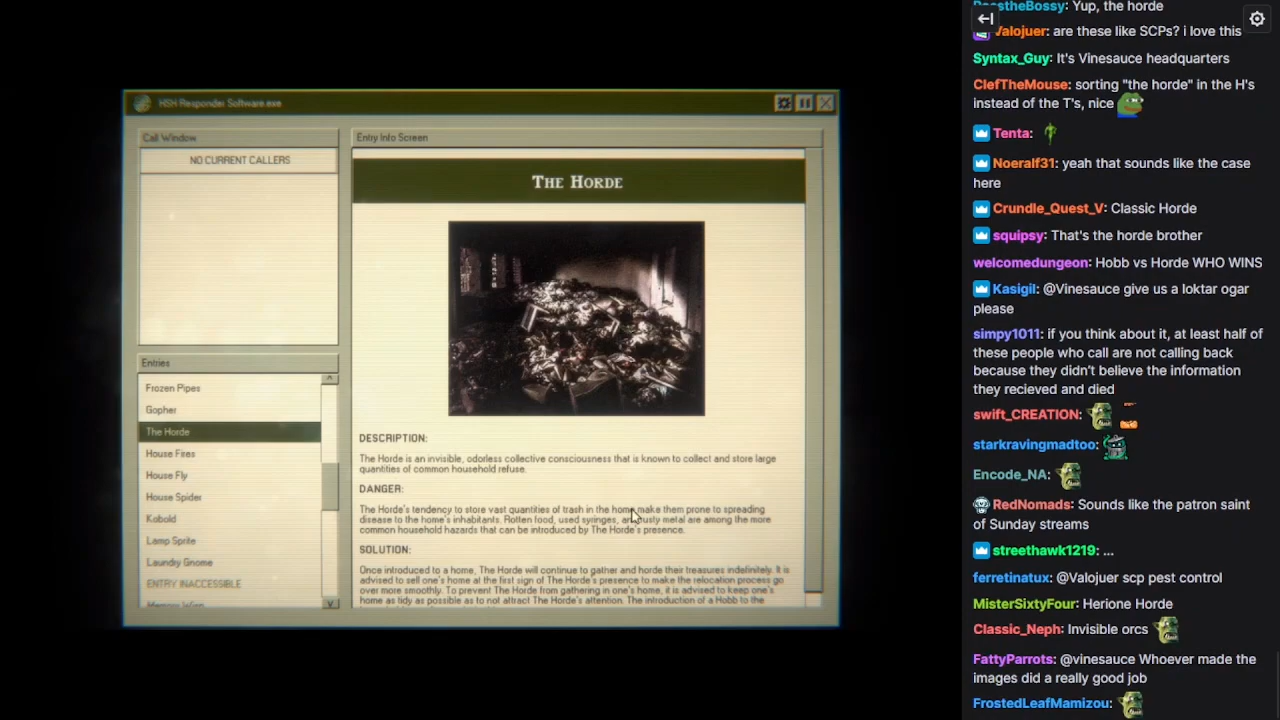 HSH Responder Software.exe
Call Window
NO CURRENT CALLERS
Entries
Frozen Pipes
Gopher
The Horde
House Fires
House Fly
House Spider
Kobold
Lamp Sprite
Laundry Gnome
ENTRY INACCESSIBLE
Memory Wisp
Entry Info Screen
THE HORDE
DESCRIPTION:
The Horde is an invisible, odorless collective consciousness that is known to collect and store large
quantities of common household refuse.
DANGER:
The Horde's tendency to store vast quantities of trash in the home make them prone to spreading
disease to the home's inhabitants. Rotten food, used syringes, and rusty metal are among the more
common household hazards that can be introduced by The Horde's presence.
SOLUTION:
Once introduced to a home, The Horde will continue to gather and horde their treasures indefinitely. It is
advised to sell one's home at the first sign of The Horde's presence to make the relocation process go
over more smoothly. To prevent The Horde from gathering in one's home, it is advised to keep one's
home as tidy as possible as to not attract The Horde's attention. The introduction of a Hobb to the
RoostheBossy: Yup, the horde
Valojuer: are these like SCPs? i love this
Syntax_Guy: It's Vinesauce headquarters
ClefTheMouse: sorting "the horde" in the H's
instead of the T's, nice
Tenta:
Noeralf31: yeah that sounds like the case
here
Crundle_Quest_V: Classic Horde
squipsy: That's the horde brother
welcomedungeon: Hobb vs Horde WHO WINS
Kasigil: @Vinesauce give us a loktar ogar
please
simpy1011: if you think about it, at least half of
these people who call are not calling back
because they didn't believe the information
they recieved and died
swift_CREATION:
starkravingmadtoo:
Encode_NA:
RedNomads: Sounds like the patron saint
of Sunday streams
streethawk1219: ...
ferretinatux: @Valojuer scp pest control
MisterSixtyFour: Herione Horde
Classic_Neph: Invisible orcs
FattyParrots: @vinesauce Whoever made the
images did a really good job
FrostedLeafMamizou: